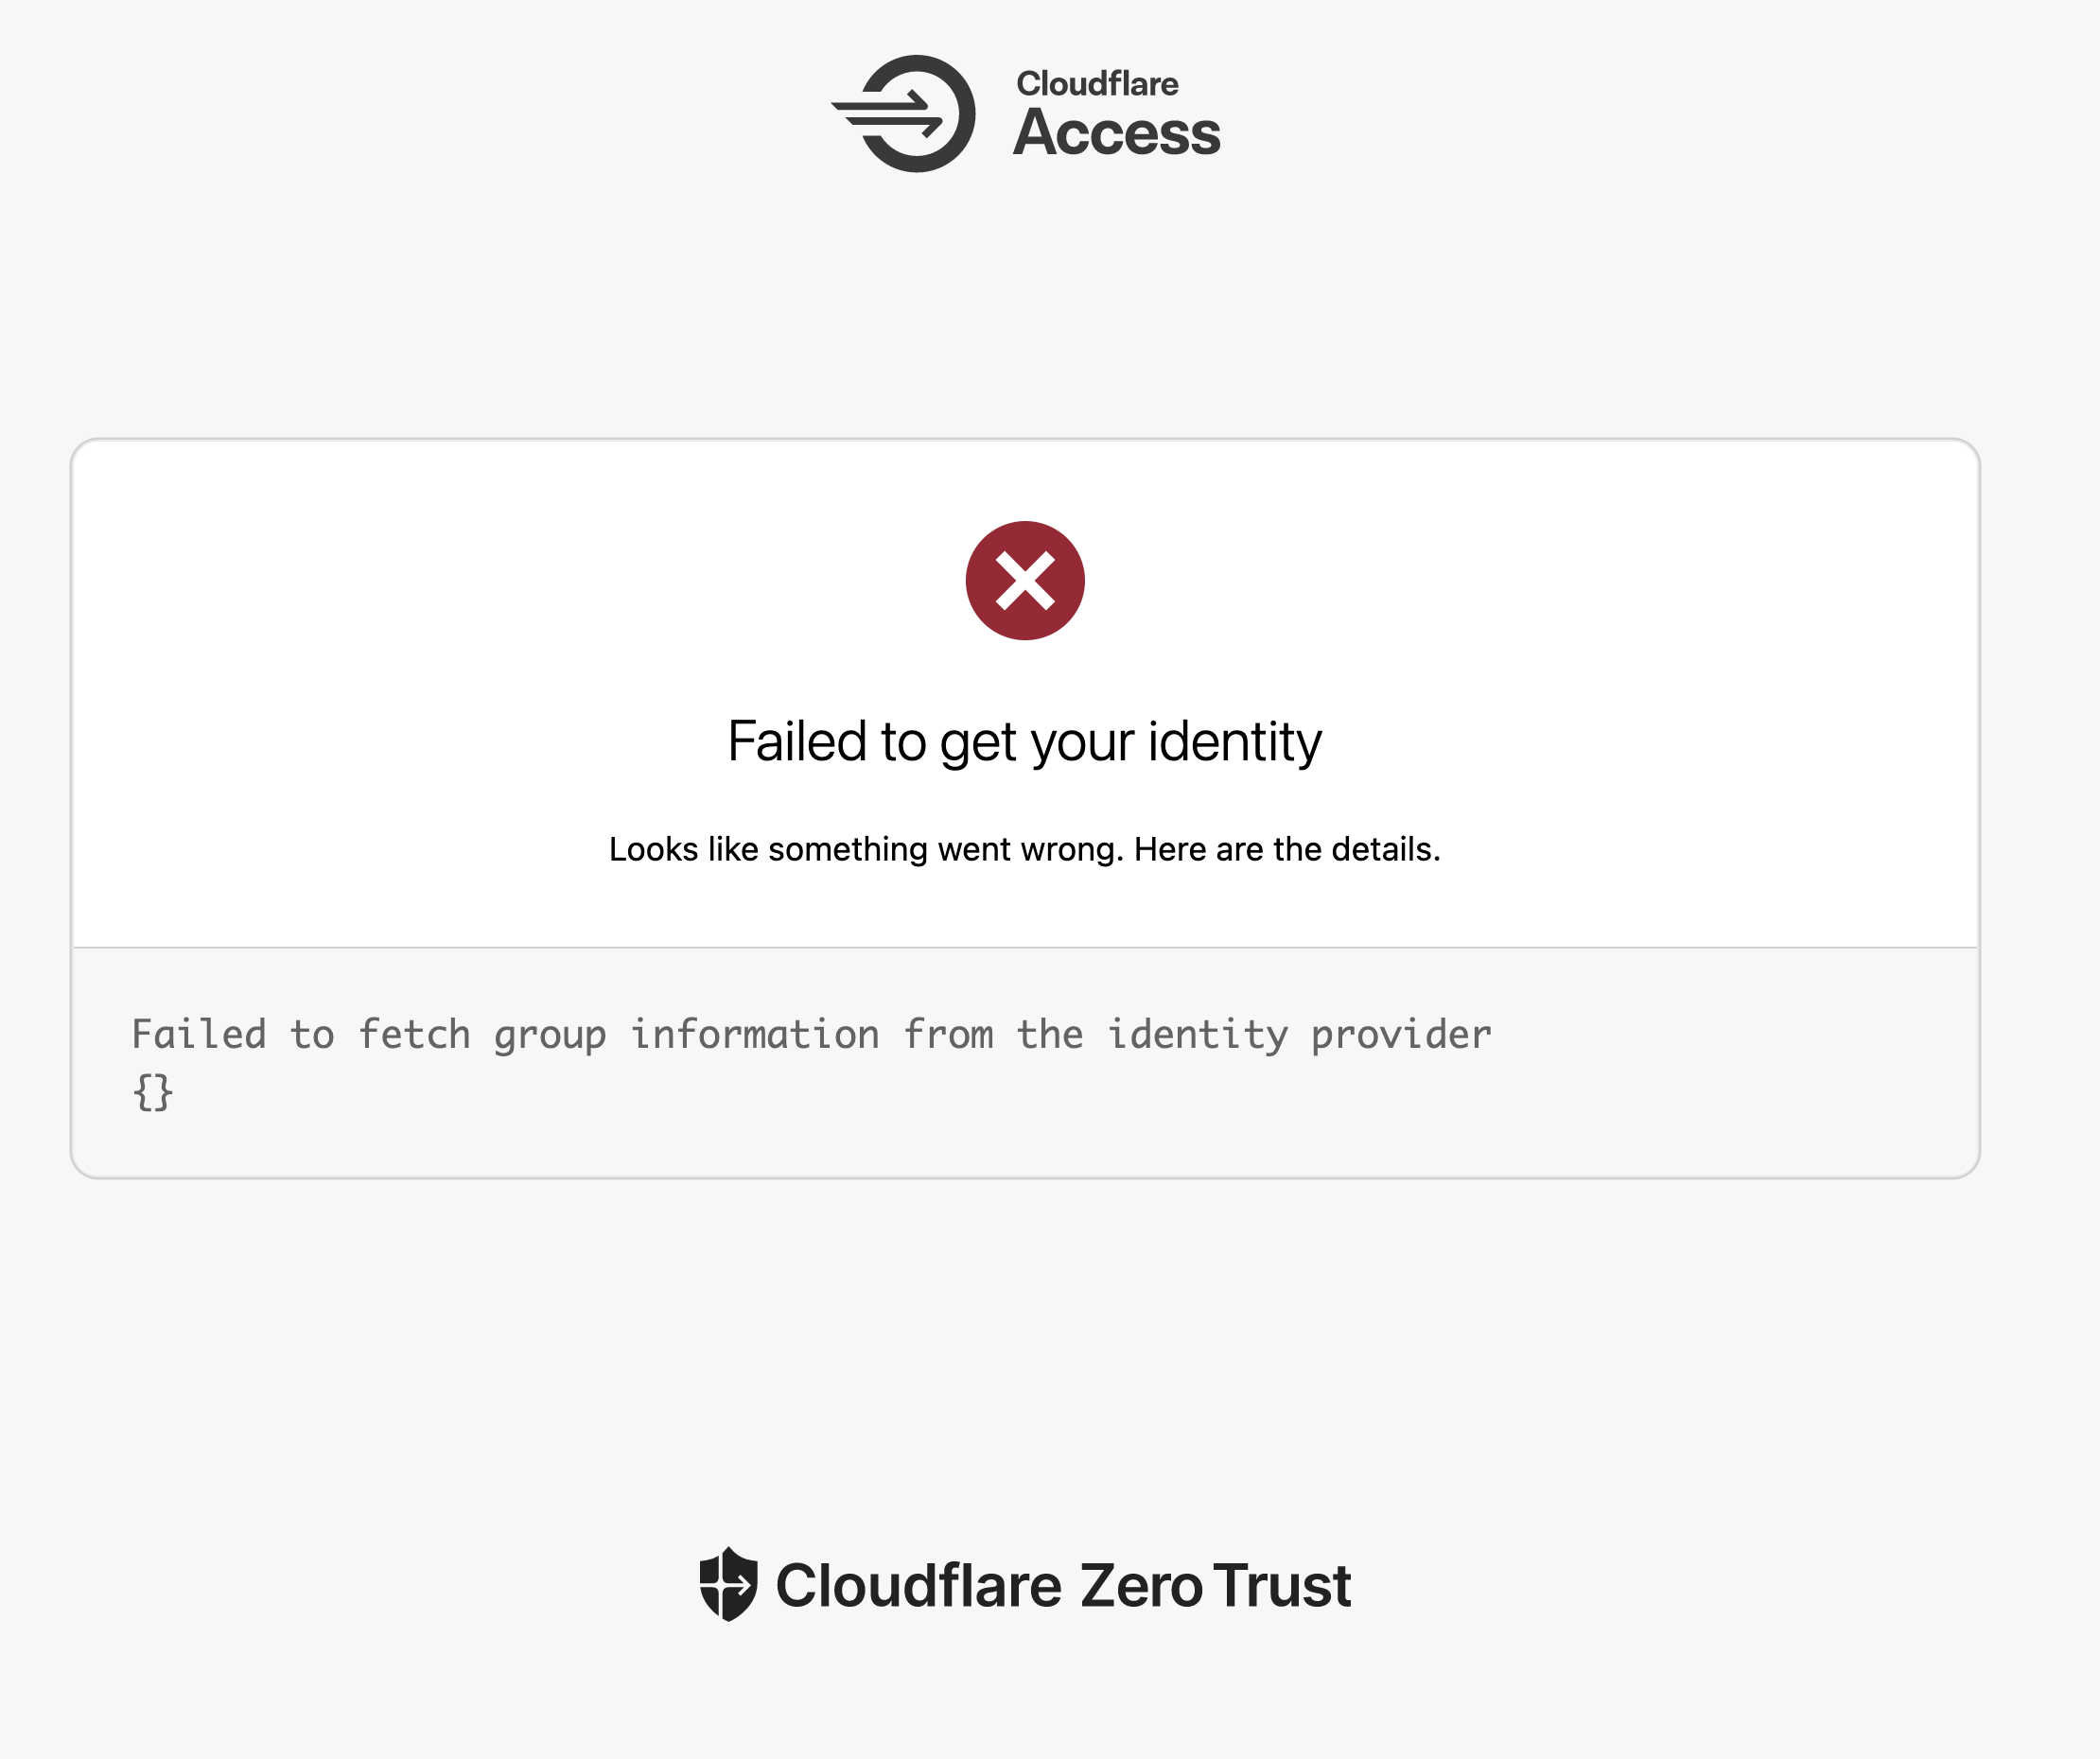 Cloudflare
Access
Failed to get your identity
Looks like something went wrong. Here are the details.
Failed to fetch group information from the identity provider
{}
Cloudflare Zero Trust